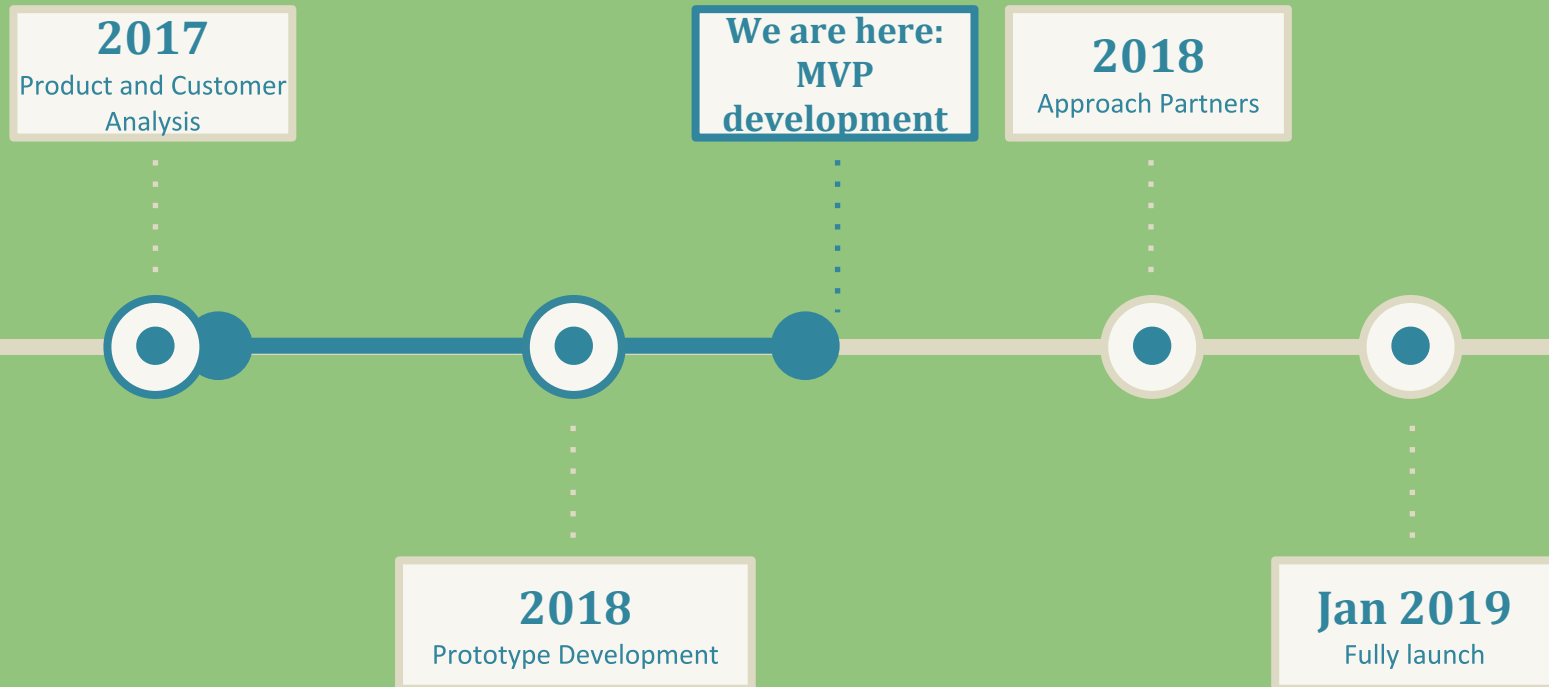 2017
Product and Customer
Analysis
We are here:
MVP
development
2018
Approach Partners
2018
Prototype Development
Jan 2019
Fully launch